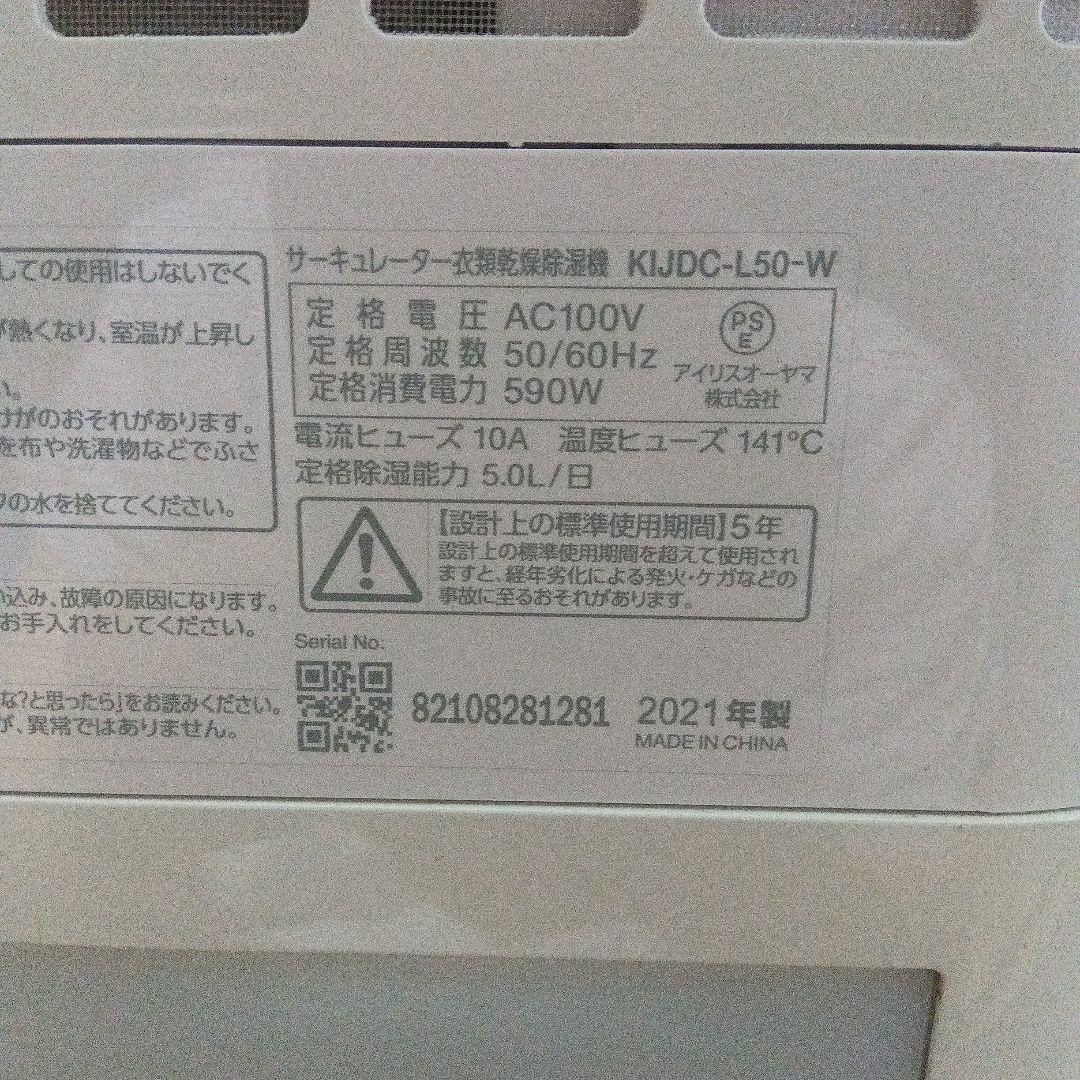 しての使用はしないでく
が熱くなり、室温が上昇し
い。
けがのおそれがあります。
を布や洗濯物などでふさ
クの水を捨ててください。
い込み、故障の原因になります。
お手入れをしてください。
な?と思ったら」をお読みください。
が、異常ではありません。
サーキュレーター衣類乾燥除湿機 KIJDC-L50-W
定格電圧 AC100V
定格周波数 50/60Hz
定格消費電力 590W
PS
E
アイリスオーヤマ
株式会社
電流ヒューズ 10A 温度ヒューズ 141℃
定格除湿能力 5.0L/日
【設計上の標準使用期間】5年
設計上の標準使用期間を超えて使用され
ますと、経年劣化による発火・ケガなどの
事故に至るおそれがあります。
Serial No.
82108281281 2021年製
MADE IN CHINA